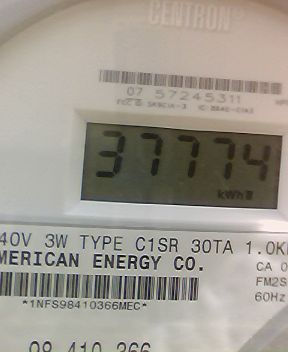 CENTRON
07 57245311
37774
kWh
40V 3W TYPE C1SR 30TA 1.0K
MERICAN ENERGY CO.
CA 0
FM2S
60Hz
*1NFS98410366MEC*
98 410 366